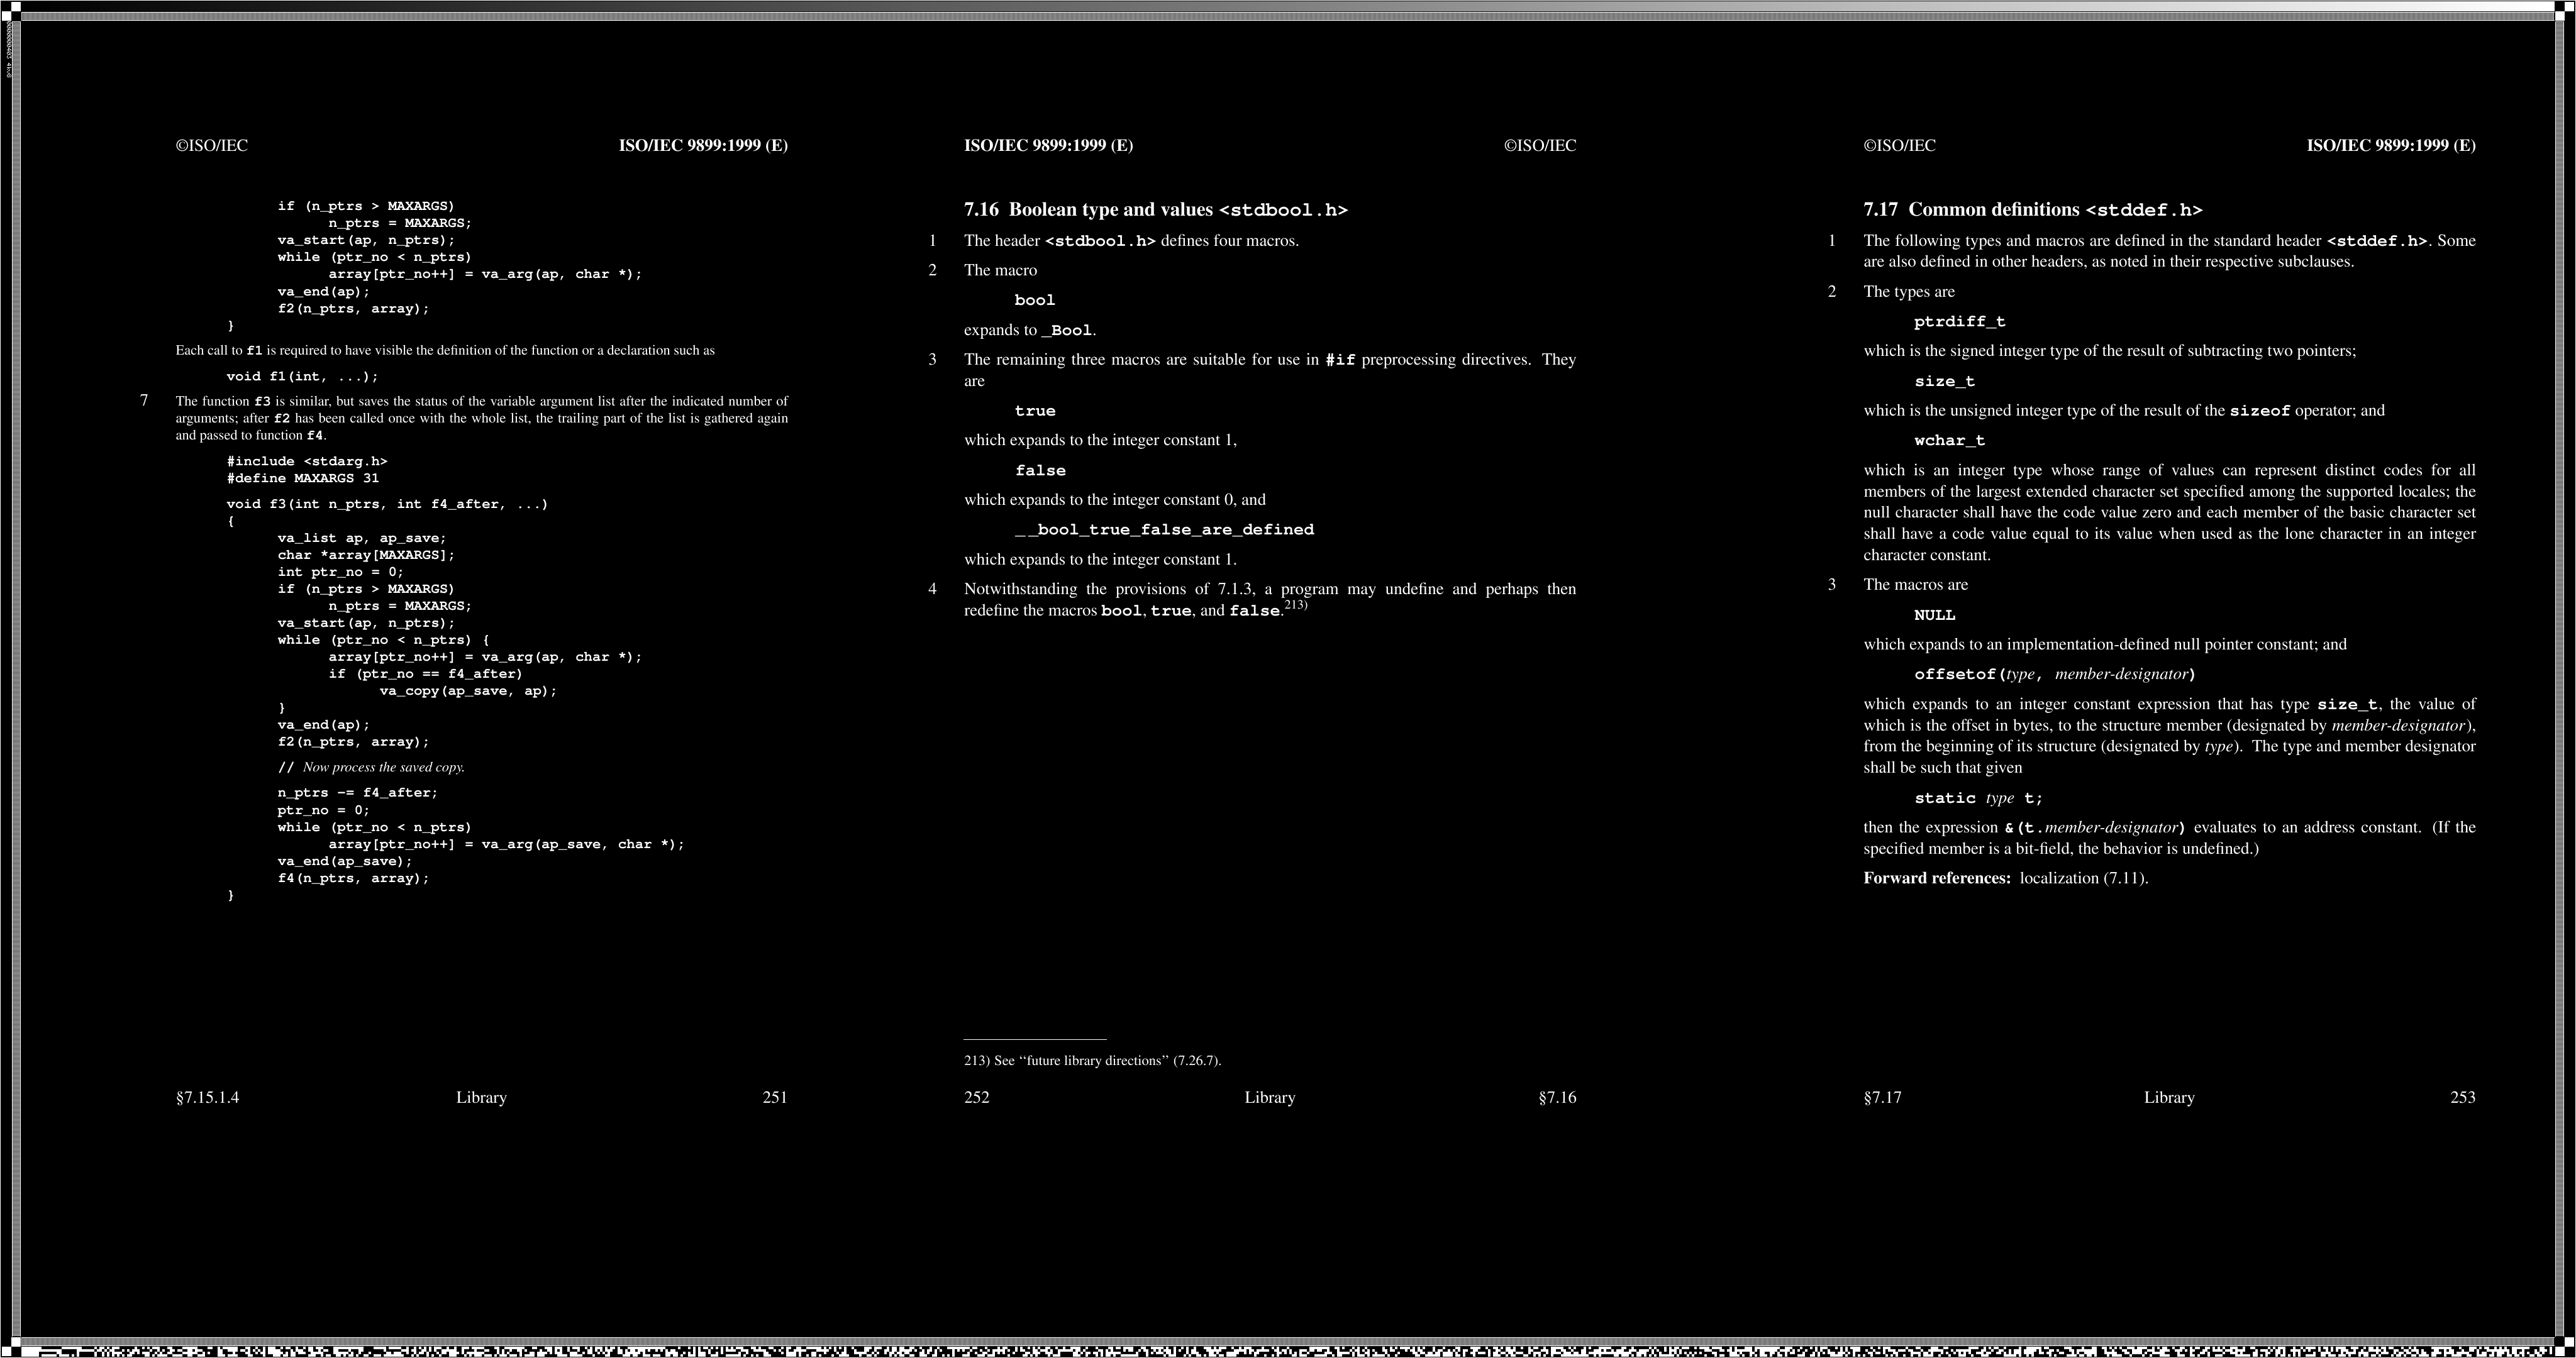 ©ISO/IEC ISO/IEC 9899:1999 (E)
if (n_ptrs > MAXARGS)
n_ptrs = MAXARGS;
va_start(ap, n_ptrs);
while (ptr_no < n_ptrs)
array[ptr_no++] = va_arg(ap, char *);
va_end(ap);
f2(n_ptrs, array);
}
Each call to f1 is required to have visible the definition of the function or a declaration such as
void f1(int, ...);
7 The function f3 is similar, but saves the status of the variable argument list after the indicated number of
arguments; after f2 has been called once with the whole list, the trailing part of the list is gathered again
and passed to function f4.
#include <stdarg.h>
#define MAXARGS 31
void f3(int n_ptrs, int f4_after, ...)
{
va_list ap, ap_save;
char *array[MAXARGS];
int ptr_no = 0;
if (n_ptrs > MAXARGS)
n_ptrs = MAXARGS;
va_start(ap, n_ptrs);
while (ptr_no < n_ptrs) {
array[ptr_no++] = va_arg(ap, char *);
if (ptr_no == f4_after)
va_copy(ap_save, ap);
}
va_end(ap);
f2(n_ptrs, array);
// Now process the saved copy.
n_ptrs -= f4_after;
ptr_no = 0;
while (ptr_no < n_ptrs)
array[ptr_no++] = va_arg(ap_save, char *);
va_end(ap_save);
f4(n_ptrs, array);
}
§7.15.1.4 Library 251
ISO/IEC 9899:1999 (E) ©ISO/IEC
7.16 Boolean type and values <stdbool.h>
1 The header <stdbool.h> defines four macros.
2 The macro
bool
expands to _Bool.
3 The remaining three macros are suitable for use in #if preprocessing directives. They
are
true
which expands to the integer constant 1,
false
which expands to the integer constant 0, and
__bool_true_false_are_defined
which expands to the integer constant 1.
4 Notwithstanding the provisions of 7.1.3, a program may undefine and perhaps then
redefine the macros bool, true, and false.213)
213) See ‘‘future library directions’’ (7.26.7).
252 Library §7.16
©ISO/IEC ISO/IEC 9899:1999 (E)
7.17 Common definitions <stddef.h>
1 The following types and macros are defined in the standard header <stddef.h>. Some
are also defined in other headers, as noted in their respective subclauses.
2 The types are
ptrdiff_t
which is the signed integer type of the result of subtracting two pointers;
size_t
which is the unsigned integer type of the result of the sizeof operator; and
wchar_t
which is an integer type whose range of values can represent distinct codes for all
members of the largest extended character set specified among the supported locales; the
null character shall have the code value zero and each member of the basic character set
shall have a code value equal to its value when used as the lone character in an integer
character constant.
3 The macros are
NULL
which expands to an implementation-defined null pointer constant; and
offsetof(type, member-designator)
which expands to an integer constant expression that has type size_t, the value of
which is the offset in bytes, to the structure member (designated by member-designator),
from the beginning of its structure (designated by type). The type and member designator
shall be such that given
static type t;
then the expression &(t.member-designator) evaluates to an address constant. (If the
specified member is a bit-field, the behavior is undefined.)
Forward references: localization (7.11).
§7.17 Library 253